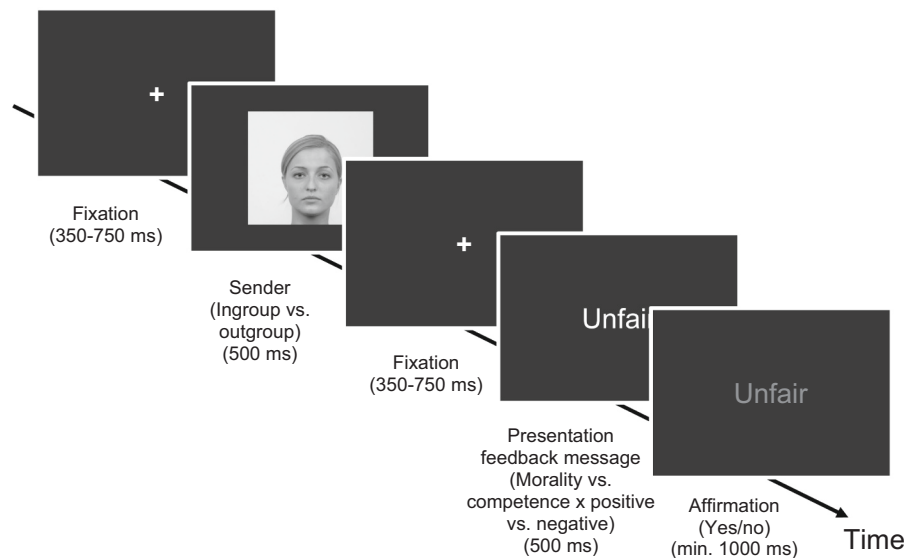 +
Fixation
(350-750 ms)
Sender
(Ingroup vs.
outgroup)
(500 ms)
+
Fixation
(350-750 ms)
Unfair
Presentation
feedback message
(Morality vs.
competence x positive
vs. negative)
(500 ms)
Unfair
Affirmation
(Yes/no)
(min. 1000 ms)
Time